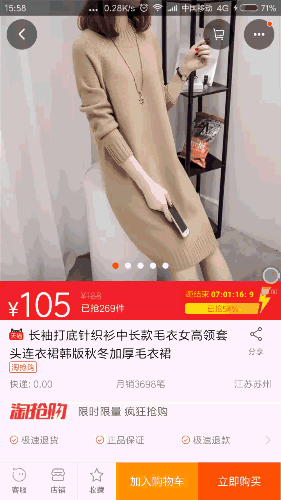 15:58
0.28K/s 中国移动 4G 71%
¥105 ¥188
已抢269件
距结束 07:01:16:9
已抢54%
天猫 长袖打底针织衫中长款毛衣女高领套
头连衣裙韩版秋冬加厚毛衣裙
分享
淘抢购
快递: 0.00 月销3698笔 江苏苏州
淘抢购 限时限量 疯狂抢购
极速退货 正品保证 极速退款
客服 店铺 收藏 加入购物车 立即购买